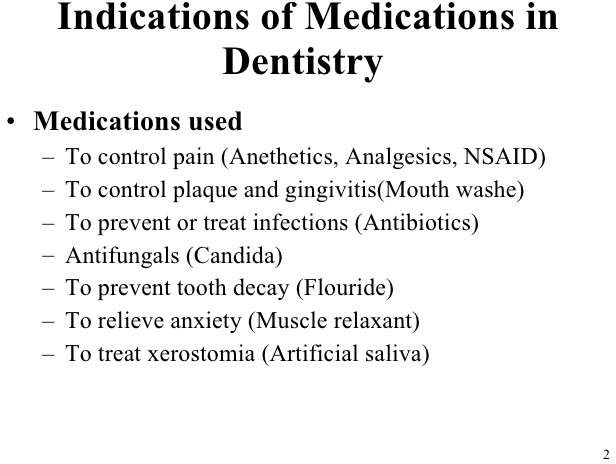 Indications of Medications in
Dentistry
• Medications used
– To control pain (Anethetics, Analgesics, NSAID)
– To control plaque and gingivitis(Mouth washe)
– To prevent or treat infections (Antibiotics)
– Antifungals (Candida)
– To prevent tooth decay (Flouride)
– To relieve anxiety (Muscle relaxant)
– To treat xerostomia (Artificial saliva)
2